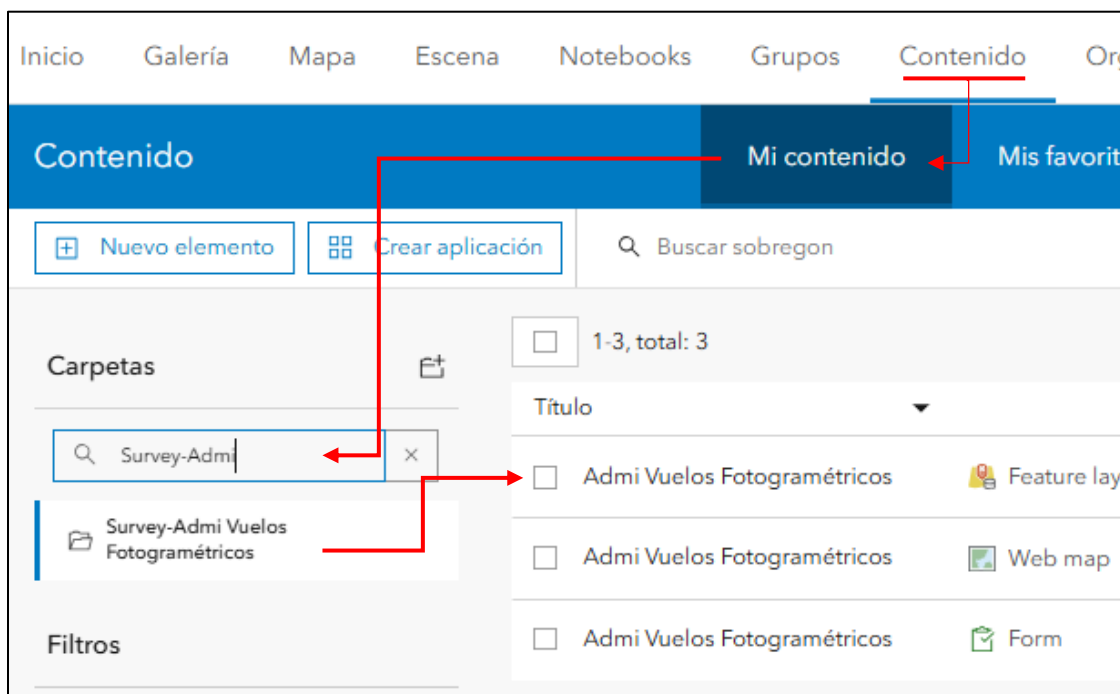 Inicio Galería Mapa Escena Notebooks Grupos Contenido
Contenido Mi contenido Mis favorit
Nuevo elemento Crear aplicación Buscar sobregon
1-3, total: 3
Carpetas
Título
Survey-Admi
Admi Vuelos Fotogramétricos Feature lay
Survey-Admi Vuelos
Fotogramétricos
Admi Vuelos Fotogramétricos Web map
Filtros
Admi Vuelos Fotogramétricos Form